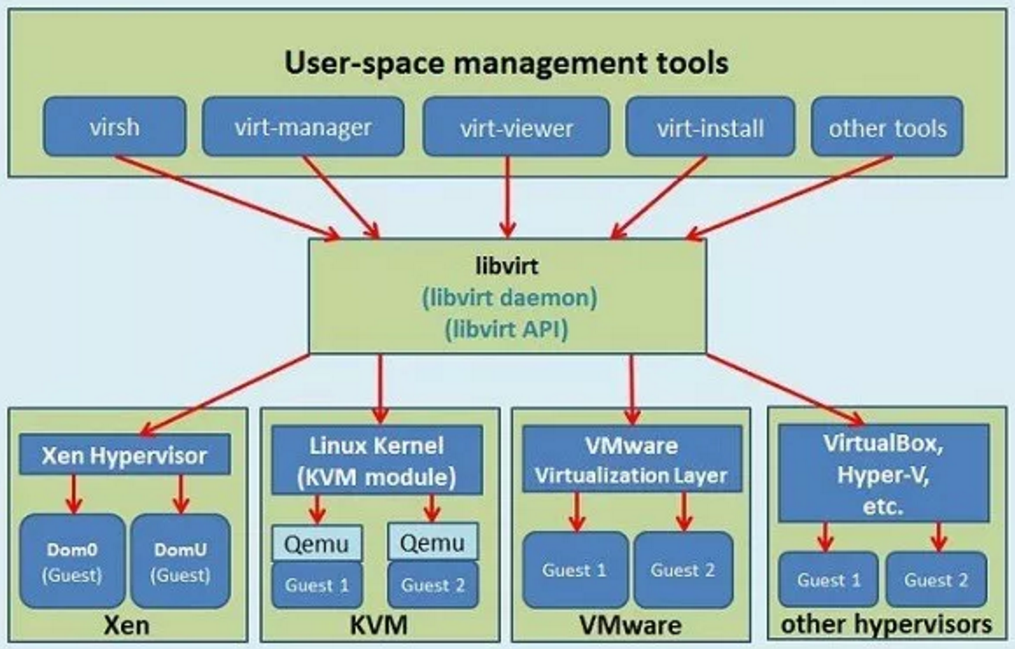 User-space management tools
virsh
virt-manager
virt-viewer
virt-install
other tools
libvirt
(libvirt daemon)
(libvirt API)
Xen Hypervisor
Dom0
(Guest)
DomU
(Guest)
Xen
Linux Kernel
(KVM module)
Qemu
Guest 1
Qemu
Guest 2
KVM
VMware
Virtualization Layer
Guest 1
Guest 2
VMware
VirtualBox,
Hyper-V,
etc.
Guest 1
Guest 2
other hypervisors